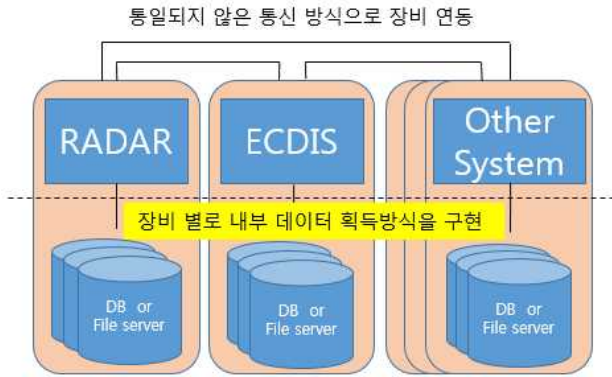 통일되지 않은 통신 방식으로 장비 연동
RADAR
ECDIS
Other
System
장비 별로 내부 데이터 획득방식을 구현
DB or
File server
DB or
File server
DB or
File server